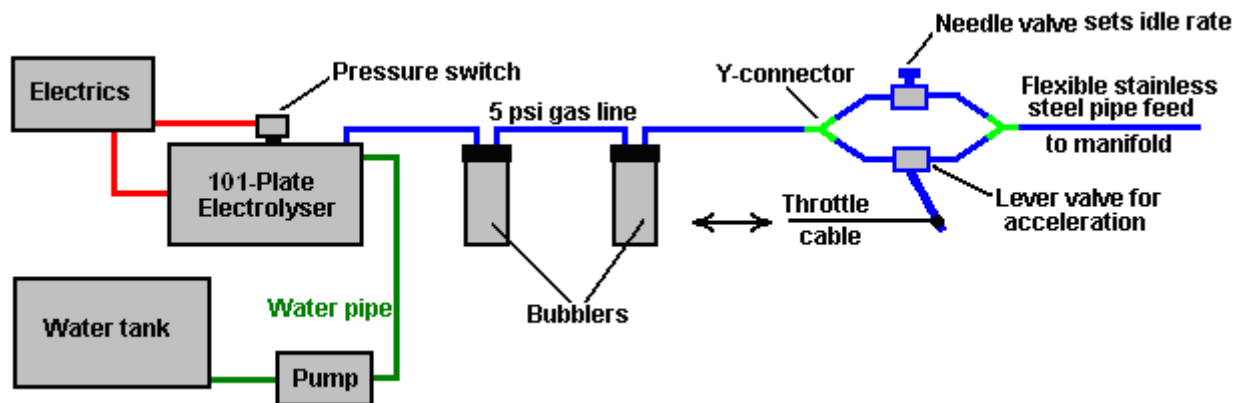 Needle valve sets idle rate
Electrics
Pressure switch
Y-connector
Flexible stainless
steel pipe feed
to manifold
5 psi gas line
101-Plate
Electrolyser
Lever valve for
acceleration
Throttle
cable
Water tank
Water pipe
Bubblers
Pump